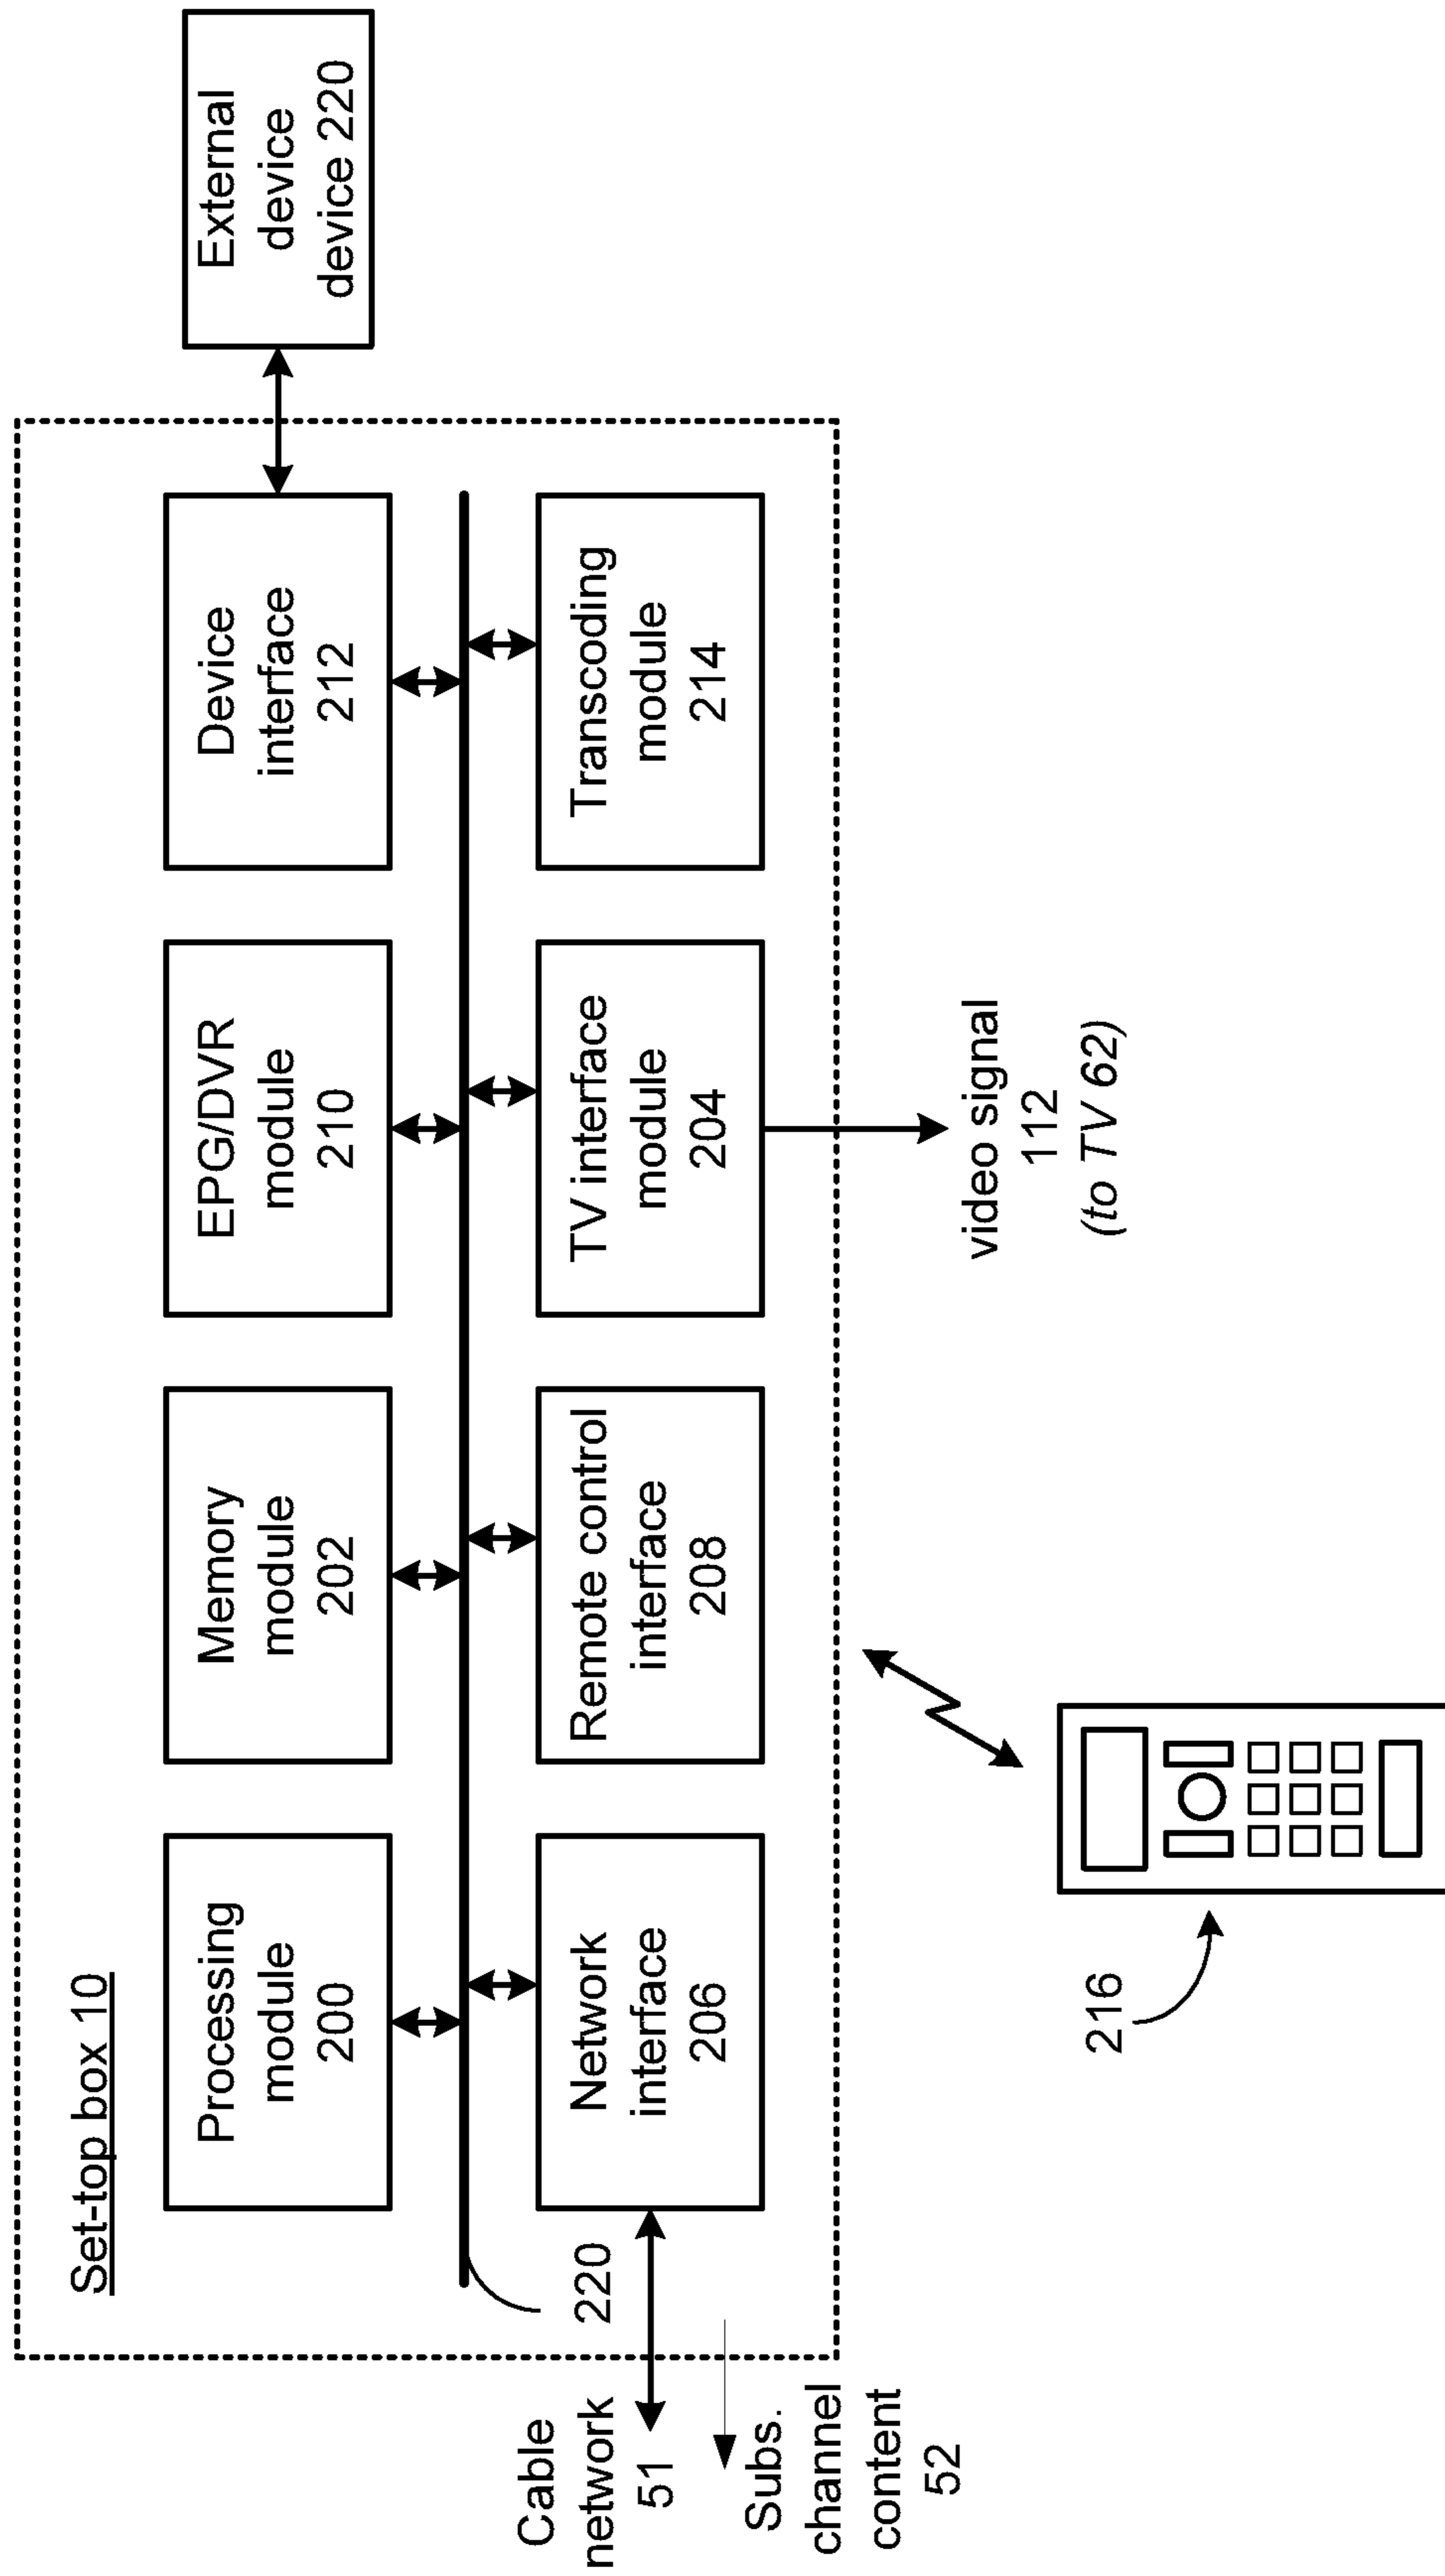 Set-top box 10
Processing
module
200
Memory
module
202
EPG/DVR
module
210
Device
interface
212
External
device
device 220
Network
interface
206
Remote control
interface
208
TV interface
module
204
Transcoding
module
214
220
Cable
network
51
Subs.
channel
content
52
216
video signal
112
(to TV 62)